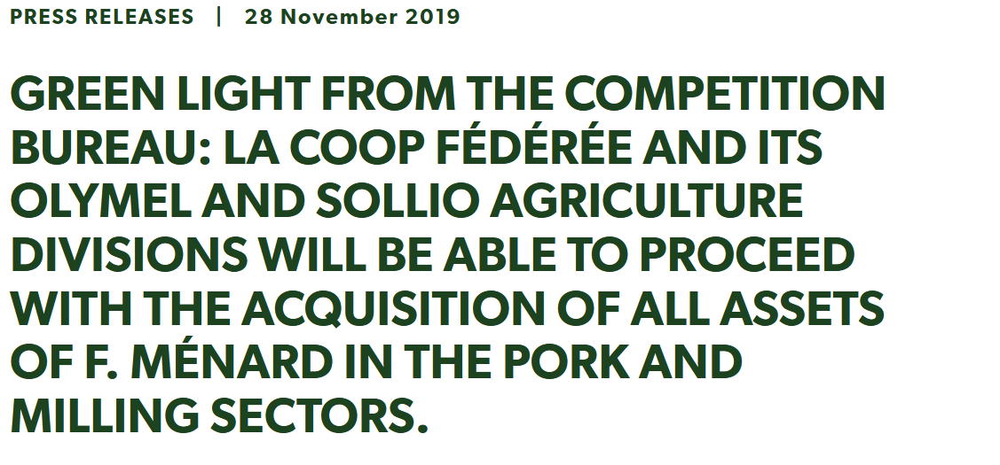 PRESS RELEASES | 28 November 2019
GREEN LIGHT FROM THE COMPETITION
BUREAU: LA COOP FÉDÉRÉE AND ITS
OLYMEL AND SOLLIO AGRICULTURE
DIVISIONS WILL BE ABLE TO PROCEED
WITH THE ACQUISITION OF ALL ASSETS
OF F. MÉNARD IN THE PORK AND
MILLING SECTORS.